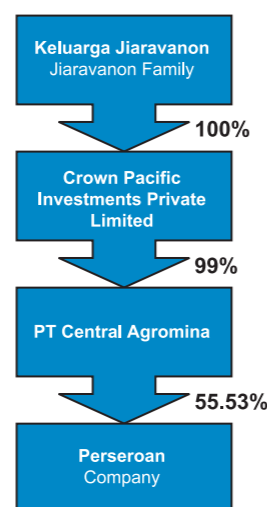 Keluarga Jiaravanon
Jiaravanon Family
100%
Crown Pacific
Investments Private
Limited
99%
PT Central Agromina
55.53%
Perseroan
Company